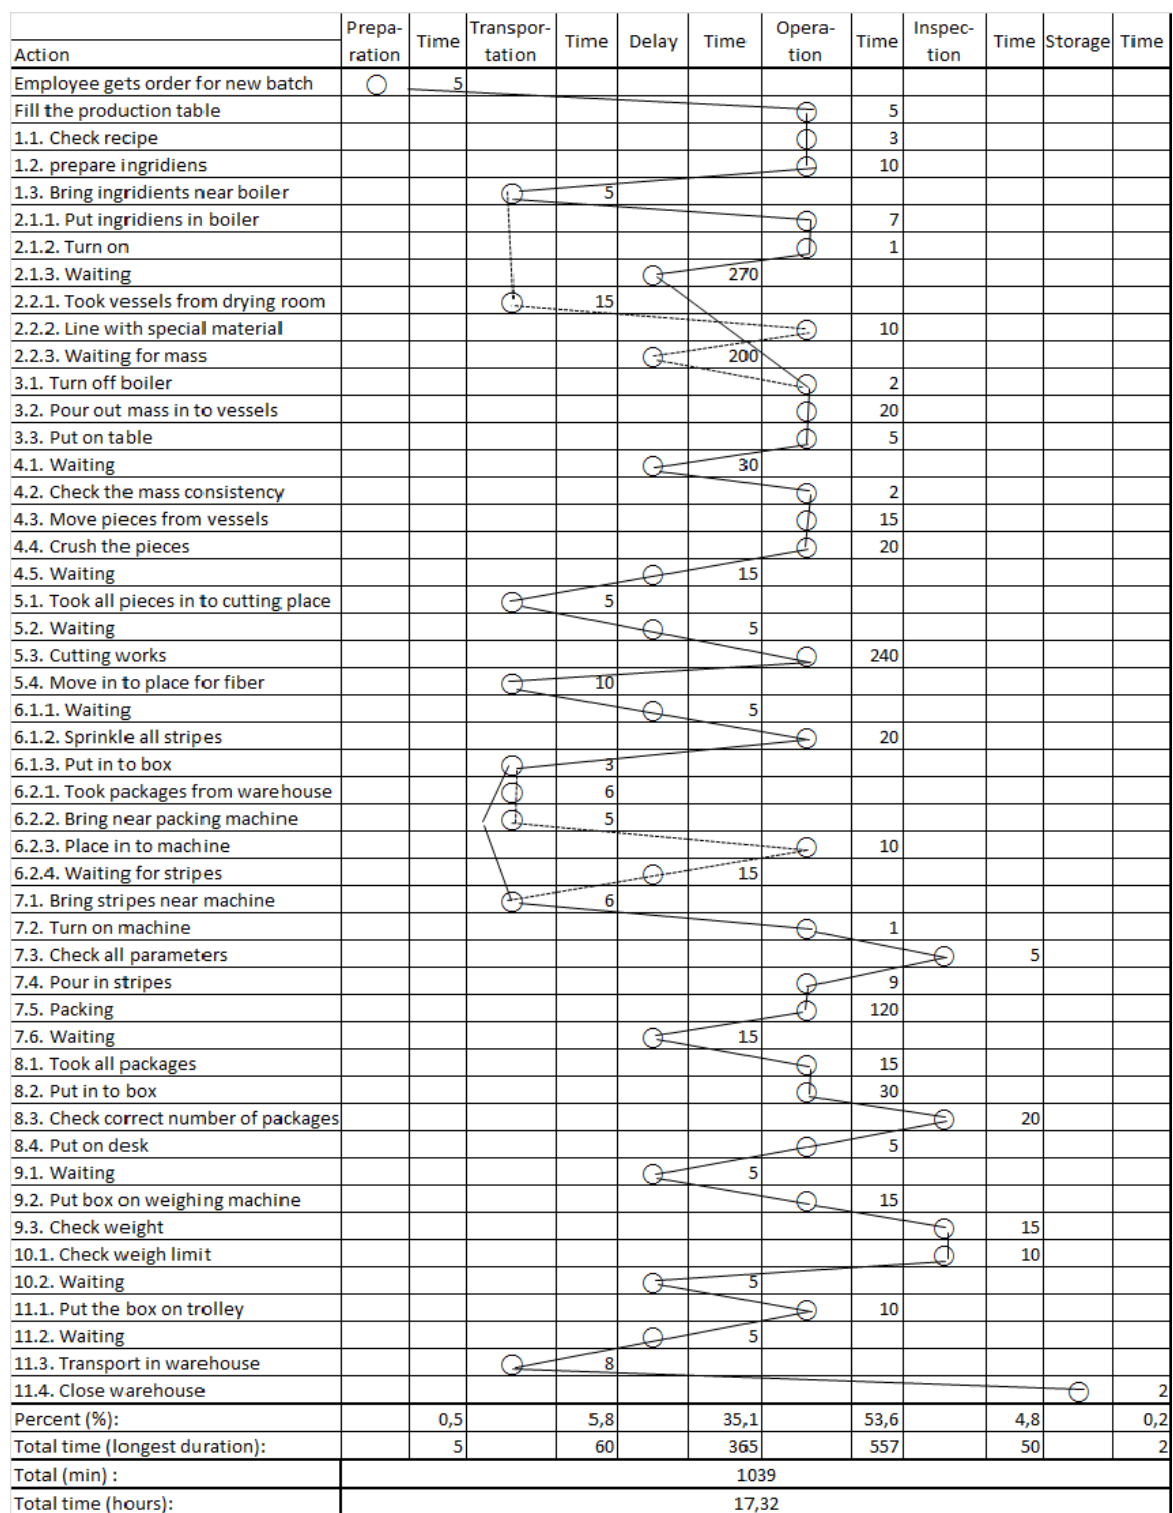 Action Prepa-ration Time Transpor-tation Time Delay Time Opera-tion Time Inspec-tion Time Storage Time
Employee gets order for new batch 5
Fill the production table 5
1.1. Check recipe 3
1.2. prepare ingridiens 10
1.3. Bring ingridients near boiler 5
2.1.1. Put ingridiens in boiler 7
2.1.2. Turn on 1
2.1.3. Waiting 270
2.2.1. Took vessels from drying room 15
2.2.2. Line with special material 10
2.2.3. Waiting for mass 200
3.1. Turn off boiler 2
3.2. Pour out mass in to vessels 20
3.3. Put on table 5
4.1. Waiting 30
4.2. Check the mass consistency 2
4.3. Move pieces from vessels 15
4.4. Crush the pieces 20
4.5. Waiting 15
5.1. Took all pieces in to cutting place 5
5.2. Waiting 5
5.3. Cutting works 240
5.4. Move in to place for fiber 10
6.1.1. Waiting 5
6.1.2. Sprinkle all stripes 20
6.1.3. Put in to box 3
6.2.1. Took packages from warehouse 6
6.2.2. Bring near packing machine 5
6.2.3. Place in to machine 10
6.2.4. Waiting for stripes 15
7.1. Bring stripes near machine 6
7.2. Turn on machine 1
7.3. Check all parameters 5
7.4. Pour in stripes 9
7.5. Packing 120
7.6. Waiting 15
8.1. Took all packages 15
8.2. Put in to box 30
8.3. Check correct number of packages 20
8.4. Put on desk 5
9.1. Waiting 5
9.2. Put box on weighing machine 15
9.3. Check weight 15
10.1. Check weigh limit 10
10.2. Waiting 5
11.1. Put the box on trolley 10
11.2. Waiting 5
11.3. Transport in warehouse 8
11.4. Close warehouse 2
Percent (%): 0,5 5,8 35,1 53,6 4,8 0,2
Total time (longest duration): 5 60 365 557 50 2
Total (min) : 1039
Total time (hours): 17,32